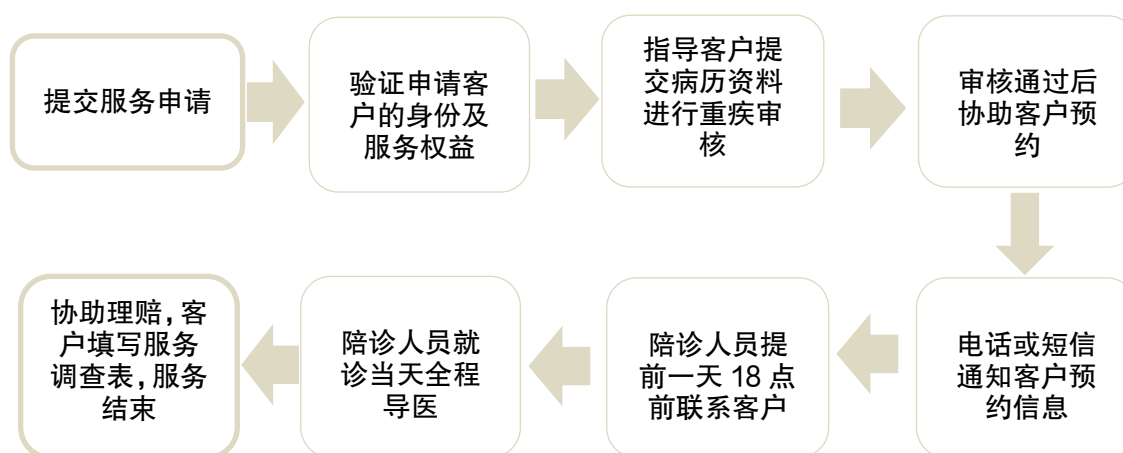 提交服务申请
验证申请客
户的身份及
服务权益
指导客户提
交病历资料
进行重疾审
核
审核通过后
协助客户预
约
电话或短信
通知客户预
约信息
陪诊人员提
前一天 18 点
前联系客户
陪诊人员就
诊当天全程
导医
协助理赔，客
户填写服务
调查表，服务
结束